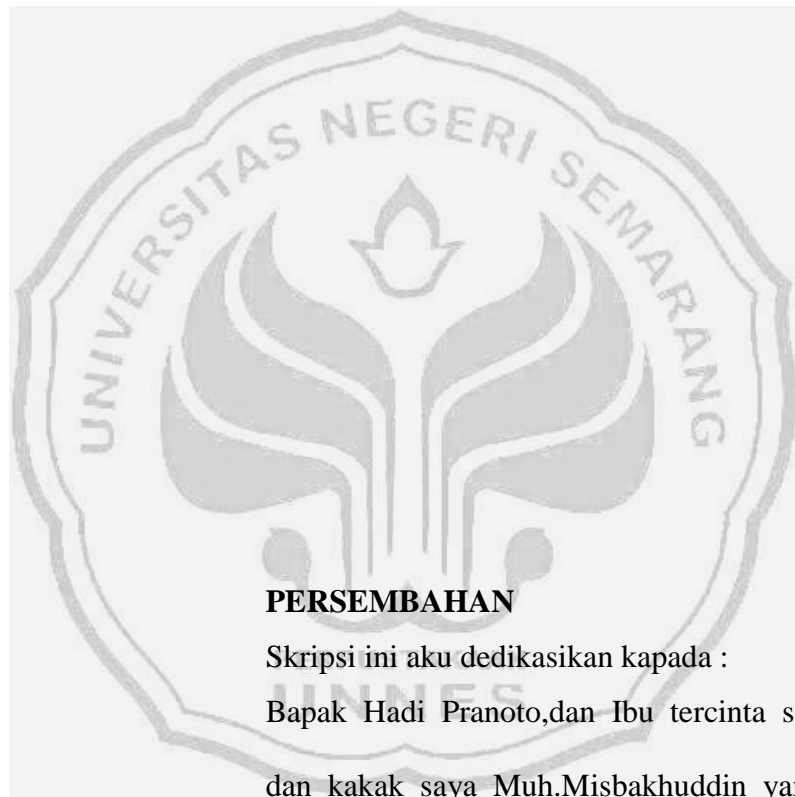 UNIVERSITAS NEGERI SEMARANG
PERSEMBAHAN
Skripsi ini aku dedikasikan kapada :
UNNES
Bapak Hadi Pranoto,dan Ibu tercinta
dan kakak saya Muh.Misbakhuddin